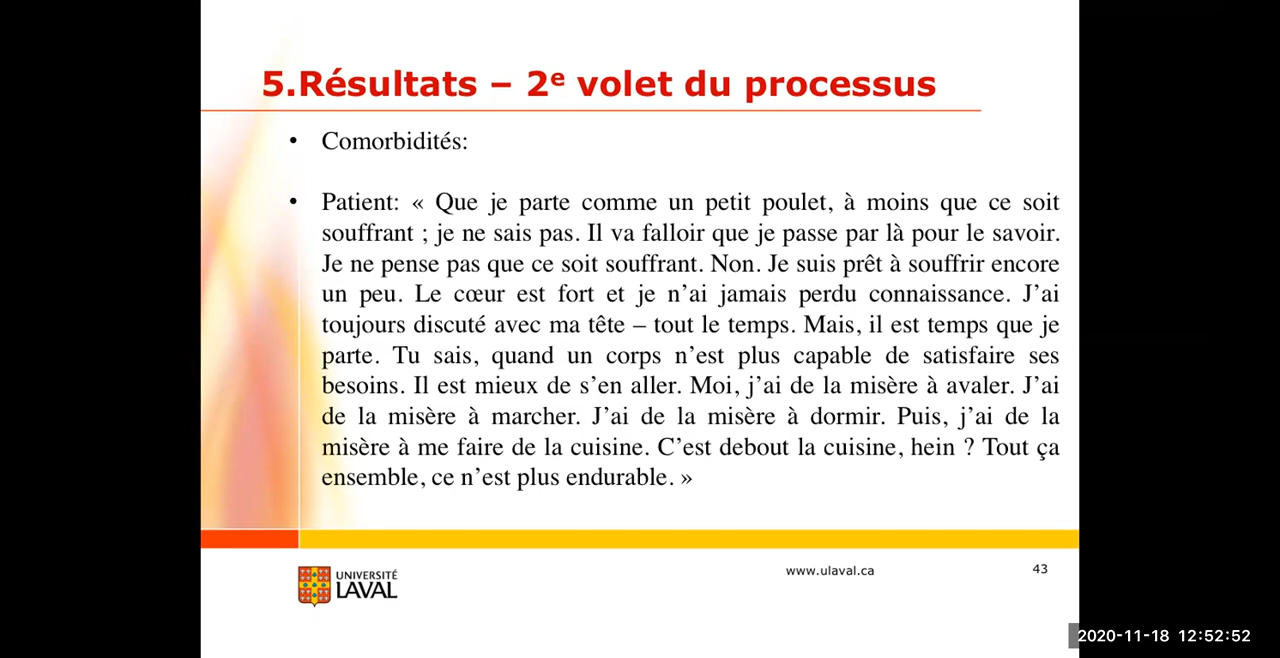 5.Résultats – 2e volet du processus
• Comorbidités:
• Patient: « Que je parte comme un petit poulet, à moins que ce soit
souffrant ; je ne sais pas. Il va falloir que je passe par là pour le savoir.
Je ne pense pas que ce soit souffrant. Non. Je suis prêt à souffrir encore
un peu. Le cœur est fort et je n’ai jamais perdu connaissance. J’ai
toujours discuté avec ma tête – tout le temps. Mais, il est temps que je
parte. Tu sais, quand un corps n’est plus capable de satisfaire ses
besoins. Il est mieux de s’en aller. Moi, j’ai de la misère à avaler. J’ai
de la misère à marcher. J’ai de la misère à dormir. Puis, j’ai de la
misère à me faire de la cuisine. C’est debout la cuisine, hein ? Tout ça
ensemble, ce n’est plus endurable. »
UNIVERSITÉ
LAVAL
www.ulaval.ca
43
2020-11-18 12:52:52